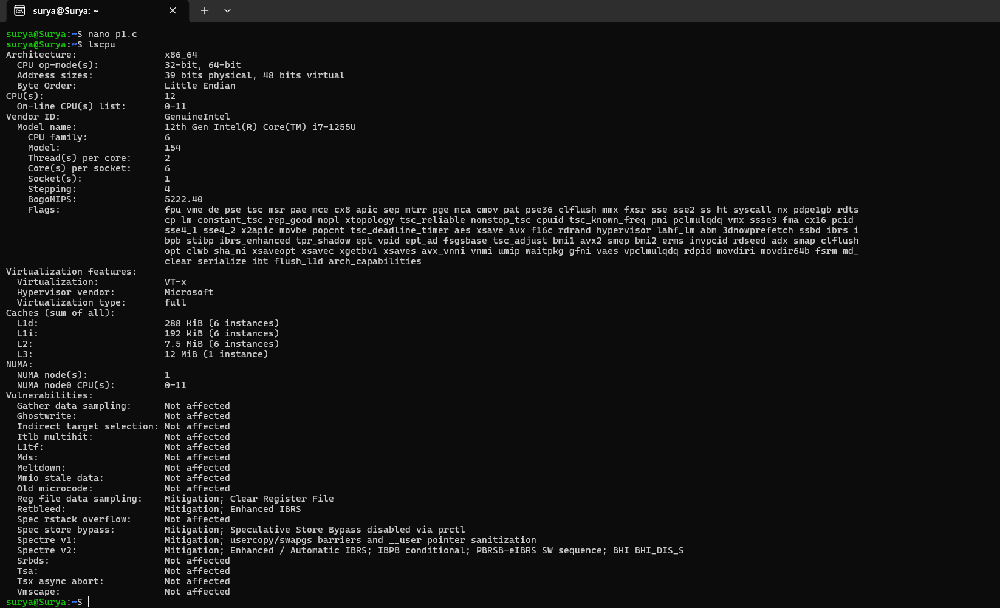 surya@Surya: ~
surya@Surya:~$ nano p1.c
surya@Surya:~$ lscpu
Architecture: x86_64
CPU op-mode(s): 32-bit, 64-bit
Address sizes: 39 bits physical, 48 bits virtual
Byte Order: Little Endian
CPU(s): 12
On-line CPU(s) list: 0-11
Vendor ID: GenuineIntel
Model name: 12th Gen Intel(R) Core(TM) i7-1255U
CPU family: 6
Model: 154
Thread(s) per core: 2
Core(s) per socket: 6
Socket(s): 1
Stepping: 4
BogoMIPS: 5222.40
Flags: fpu vme de pse tsc msr pae mce cx8 apic sep mtrr pge mca cmov pat pse36 clflush mmx fxsr sse sse2 ss ht syscall nx pdpe1gb rdts
cp lm constant_tsc rep_good nopl xtopology tsc_reliable nonstop_tsc cpuid tsc_known_freq pni pclmulqdq vmx ssse3 fma cx16 pcid
sse4_1 sse4_2 x2apic movbe popcnt tsc_deadline_timer aes xsave avx f16c rdrand hypervisor lahf_lm abm 3dnowprefetch ssbd ibrs i
bpb stibp ibrs_enhanced tpr_shadow ept vpid ept_ad fsgsbase tsc_adjust bmi1 avx2 smep bmi2 erms invpcid rdseed adx smap clflush
opt clwb sha_ni xsaveopt xsavec xgetbv1 xsaves avx_vnni vnmi umip waitpkg gfni vaes vpclmulqdq rdpid movdiri movdir64b fsrm md_
clear serialize ibt flush_l1d arch_capabilities
Virtualization features:
Virtualization: VT-x
Hypervisor vendor: Microsoft
Virtualization type: full
Caches (sum of all):
L1d: 288 KiB (6 instances)
L1i: 192 KiB (6 instances)
L2: 7.5 MiB (6 instances)
L3: 12 MiB (1 instance)
NUMA:
NUMA node(s): 1
NUMA node0 CPU(s): 0-11
Vulnerabilities:
Gather data sampling: Not affected
Ghostwrite: Not affected
Indirect target selection: Not affected
Itlb multihit: Not affected
L1tf: Not affected
Mds: Not affected
Meltdown: Not affected
Mmio stale data: Not affected
Old microcode: Not affected
Reg file data sampling: Mitigation; Clear Register File
Retbleed: Mitigation; Enhanced IBRS
Spec rstack overflow: Not affected
Spec store bypass: Mitigation; Speculative Store Bypass disabled via prctl
Spectre v1: Mitigation; usercopy/swapgs barriers and __user pointer sanitization
Spectre v2: Mitigation; Enhanced / Automatic IBRS; IBPB conditional; PBRSB-eIBRS SW sequence; BHI BHI_DIS_S
Srbds: Not affected
Tsa: Not affected
Tsx async abort: Not affected
Vmscape: Not affected
surya@Surya:~$